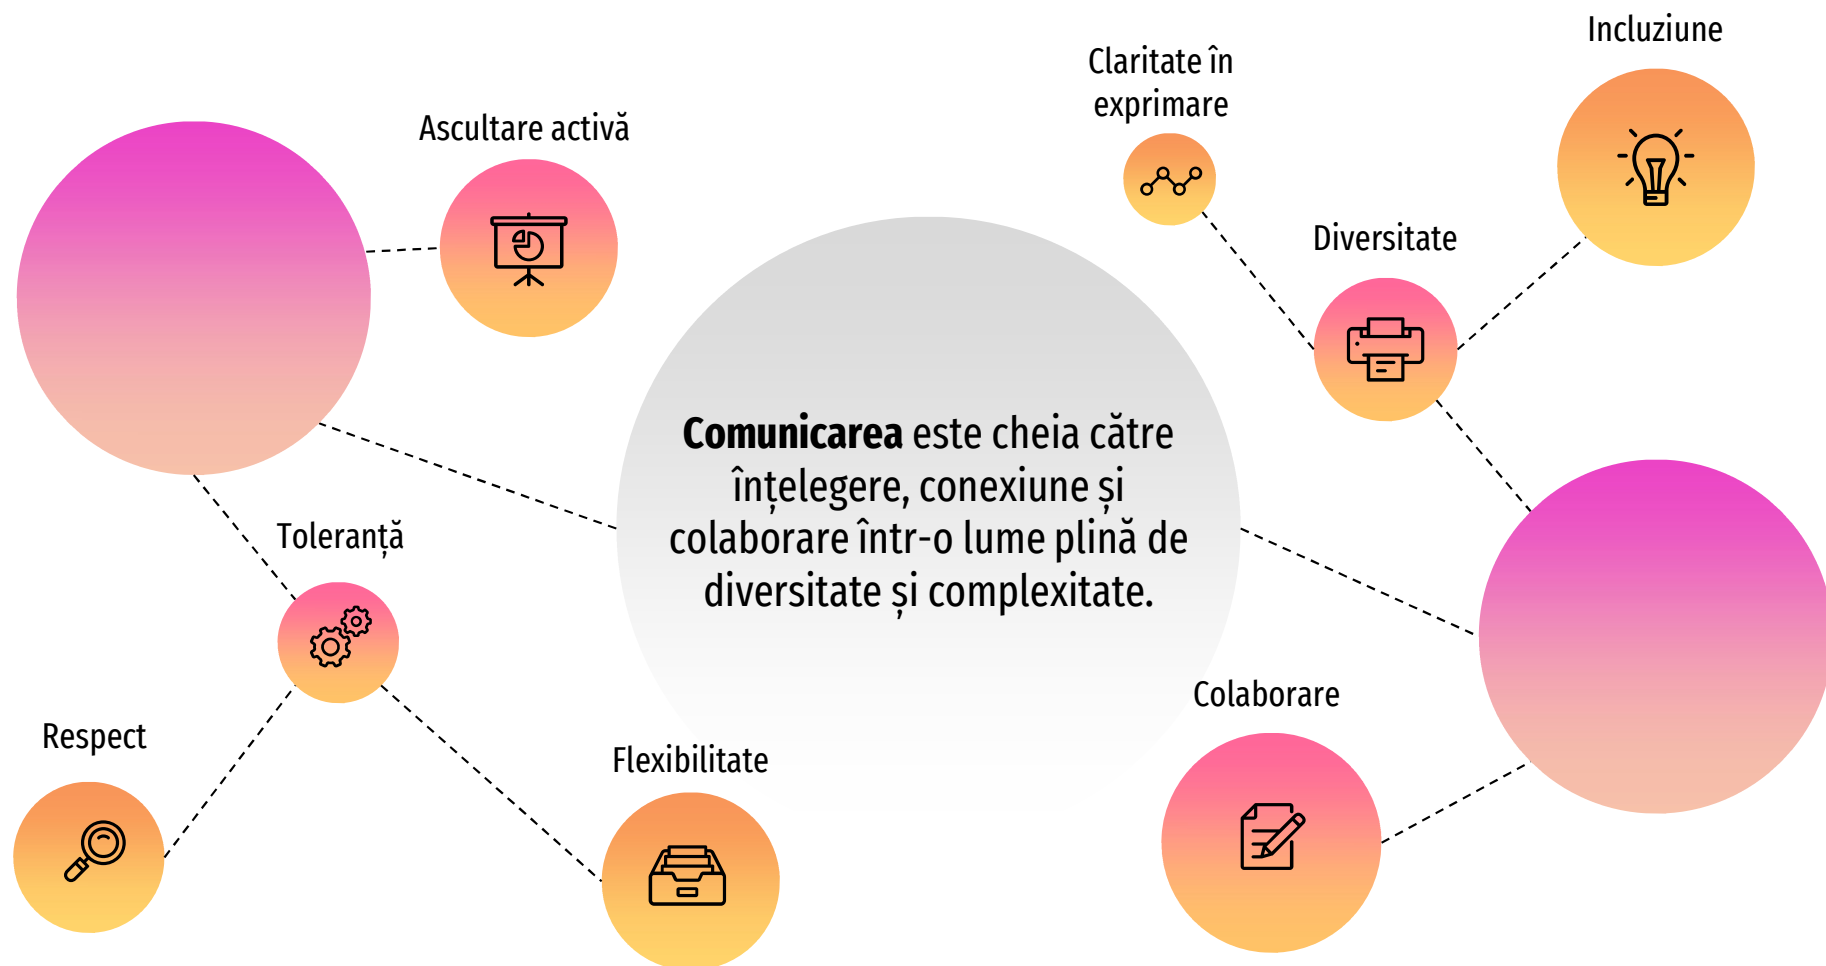 Incluziune
Claritate în
exprimare
Ascultare activă
Diversitate
Comunicarea este cheia către
înțelegere, conexiune și
colaborare într-o lume plină de
diversitate și complexitate.
Toleranță
Colaborare
Respect
Flexibilitate